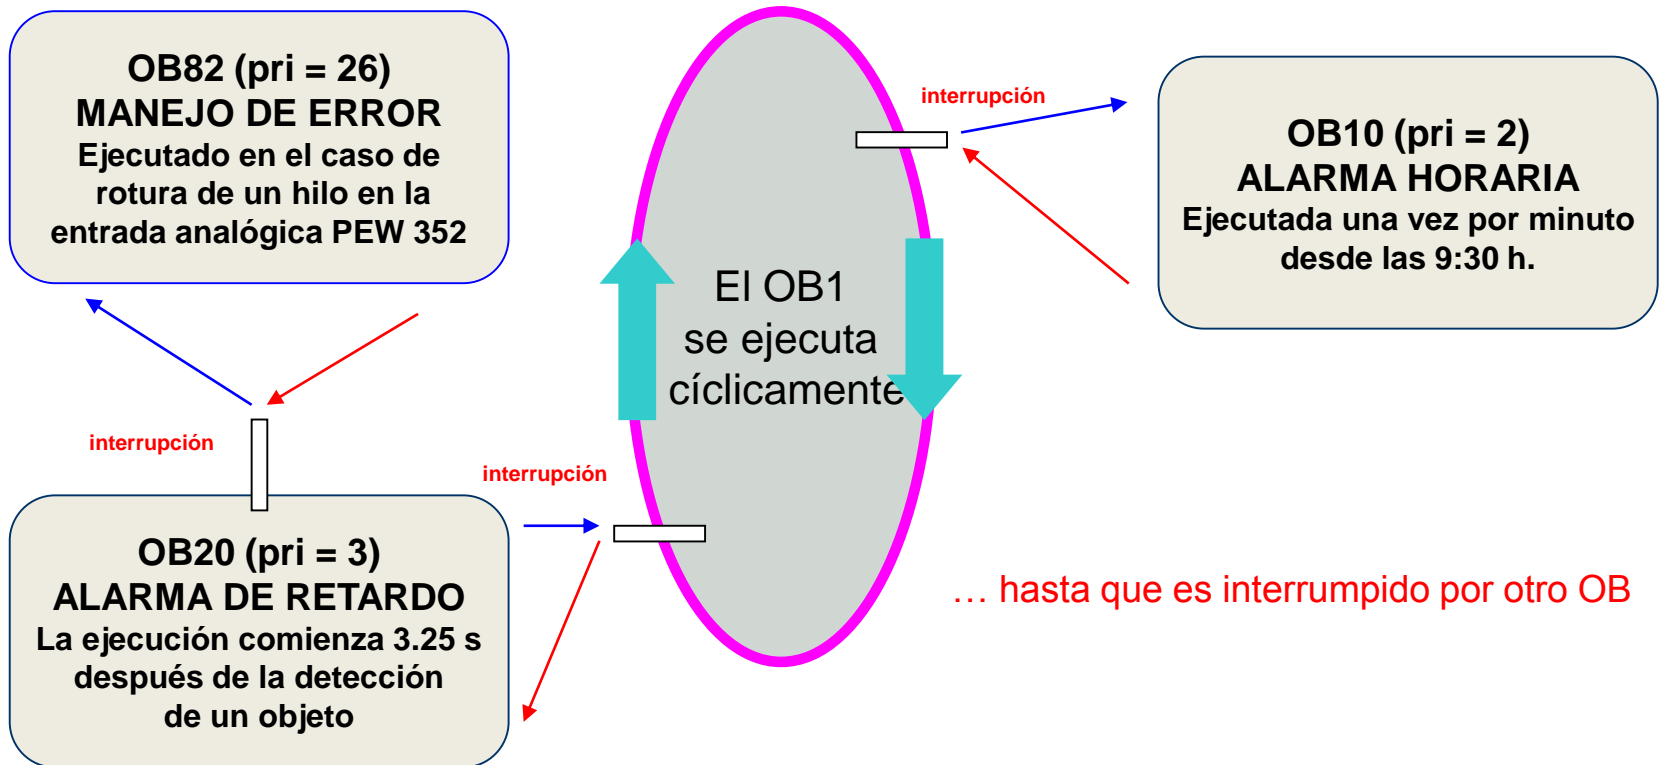 OB82 (pri = 26)
MANEJO DE ERROR
Ejecutado en el caso de
rotura de un hilo en la
entrada analógica PEW 352
interrupción
OB10 (pri = 2)
ALARMA HORARIA
Ejecutada una vez por minuto
desde las 9:30 h.
El OB1
se ejecuta
cíclicamente
interrupción
interrupción
OB20 (pri = 3)
ALARMA DE RETARDO
La ejecución comienza 3.25 s
después de la detección
de un objeto
… hasta que es interrumpido por otro OB